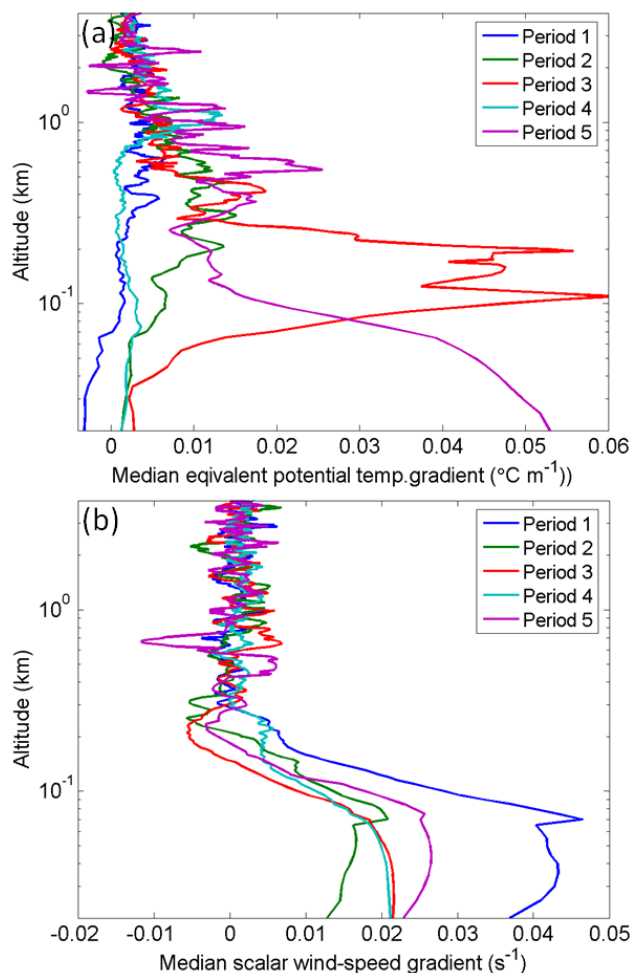 (a)
Period 1
Period 2
Period 3
Period 4
Period 5
10^0
10^-1
Altitude (km)
0 0.01 0.02 0.03 0.04 0.05 0.06
Median eqivalent potential temp.gradient (°C m^-1))
(b)
Period 1
Period 2
Period 3
Period 4
Period 5
10^0
10^-1
Altitude (km)
-0.02 -0.01 0 0.01 0.02 0.03 0.04 0.05
Median scalar wind-speed gradient (s^-1)